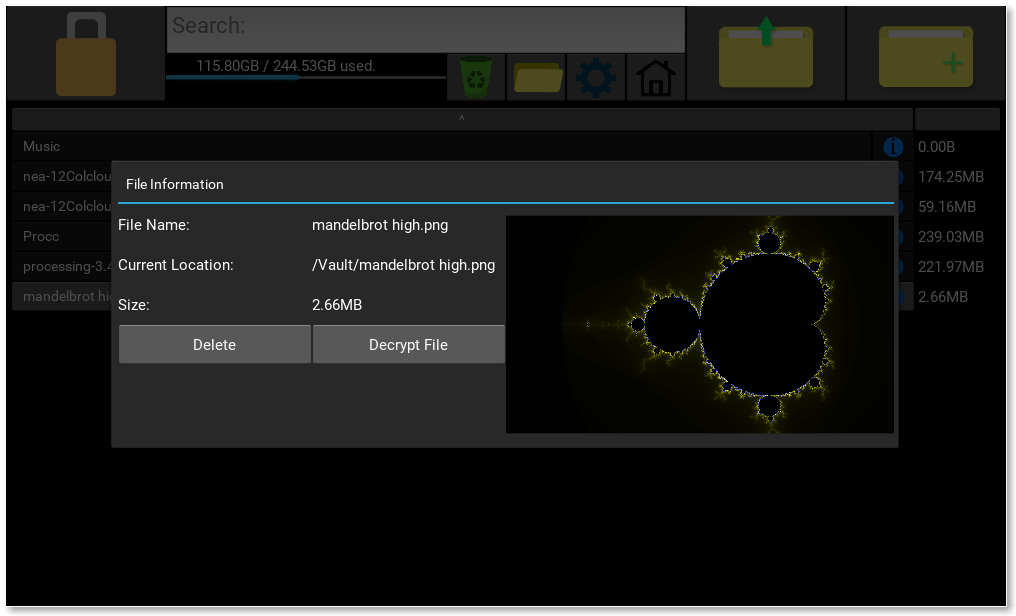 Search:
115.80GB / 244.53GB used.
^
Music
0.00B
nea-12Colclou
174.25MB
nea-12Colclou
59.16MB
Procc
239.03MB
processing-3.4
221.97MB
mandelbrot hi
2.66MB
File Information
File Name: mandelbrot high.png
Current Location: /Vault/mandelbrot high.png
Size: 2.66MB
Delete Decrypt File